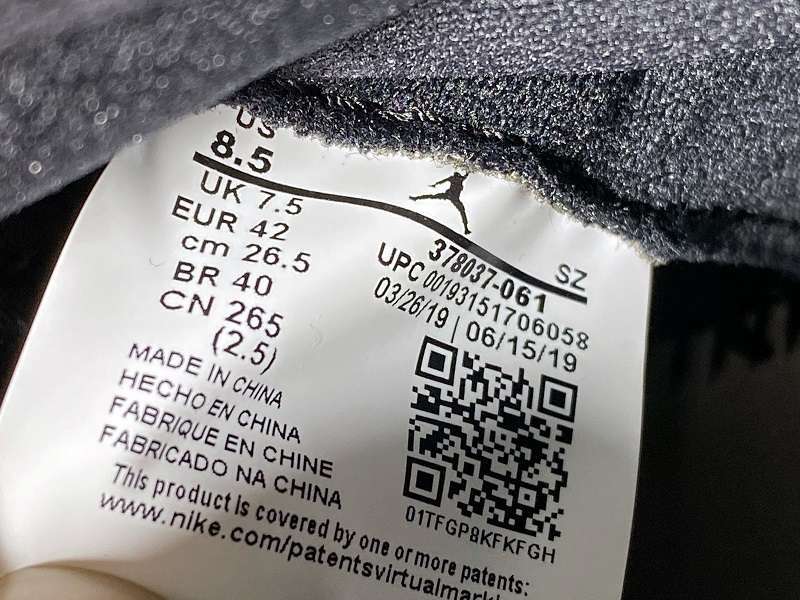 US
8.5
UK 7.5
EUR 42
cm 26.5
BR 40
CN 265
(2.5)
SZ
378037-061
UPC 00193151706058
03/26/19 | 06/15/19
MADE IN CHINA
HECHO EN CHINA
FABRIQUE EN CHINE
FABRICADO NA CHINA
01TFGP8KFKFGH
This product is covered by one or more patents:
www.nike.com/patentsvirtualmark